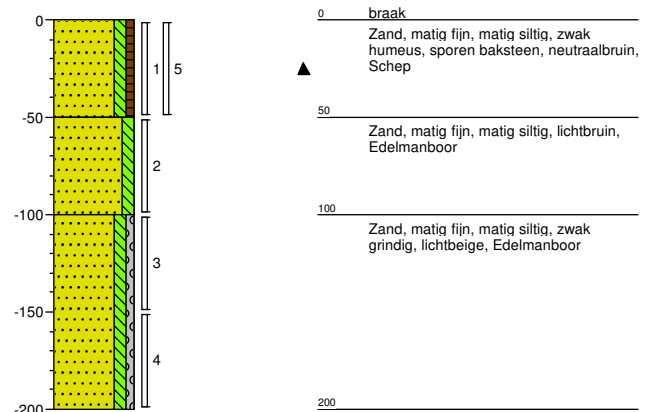 0
-50
-100
-150
-200
1
5
2
3
4
0
braak
Zand, matig fijn, matig siltig, zwak
humeus, sporen baksteen, neutraalbruin,
Schep
50
Zand, matig fijn, matig siltig, lichtbruin,
Edelmanboor
100
Zand, matig fijn, matig siltig, zwak
grindig, lichtbeige, Edelmanboor
200